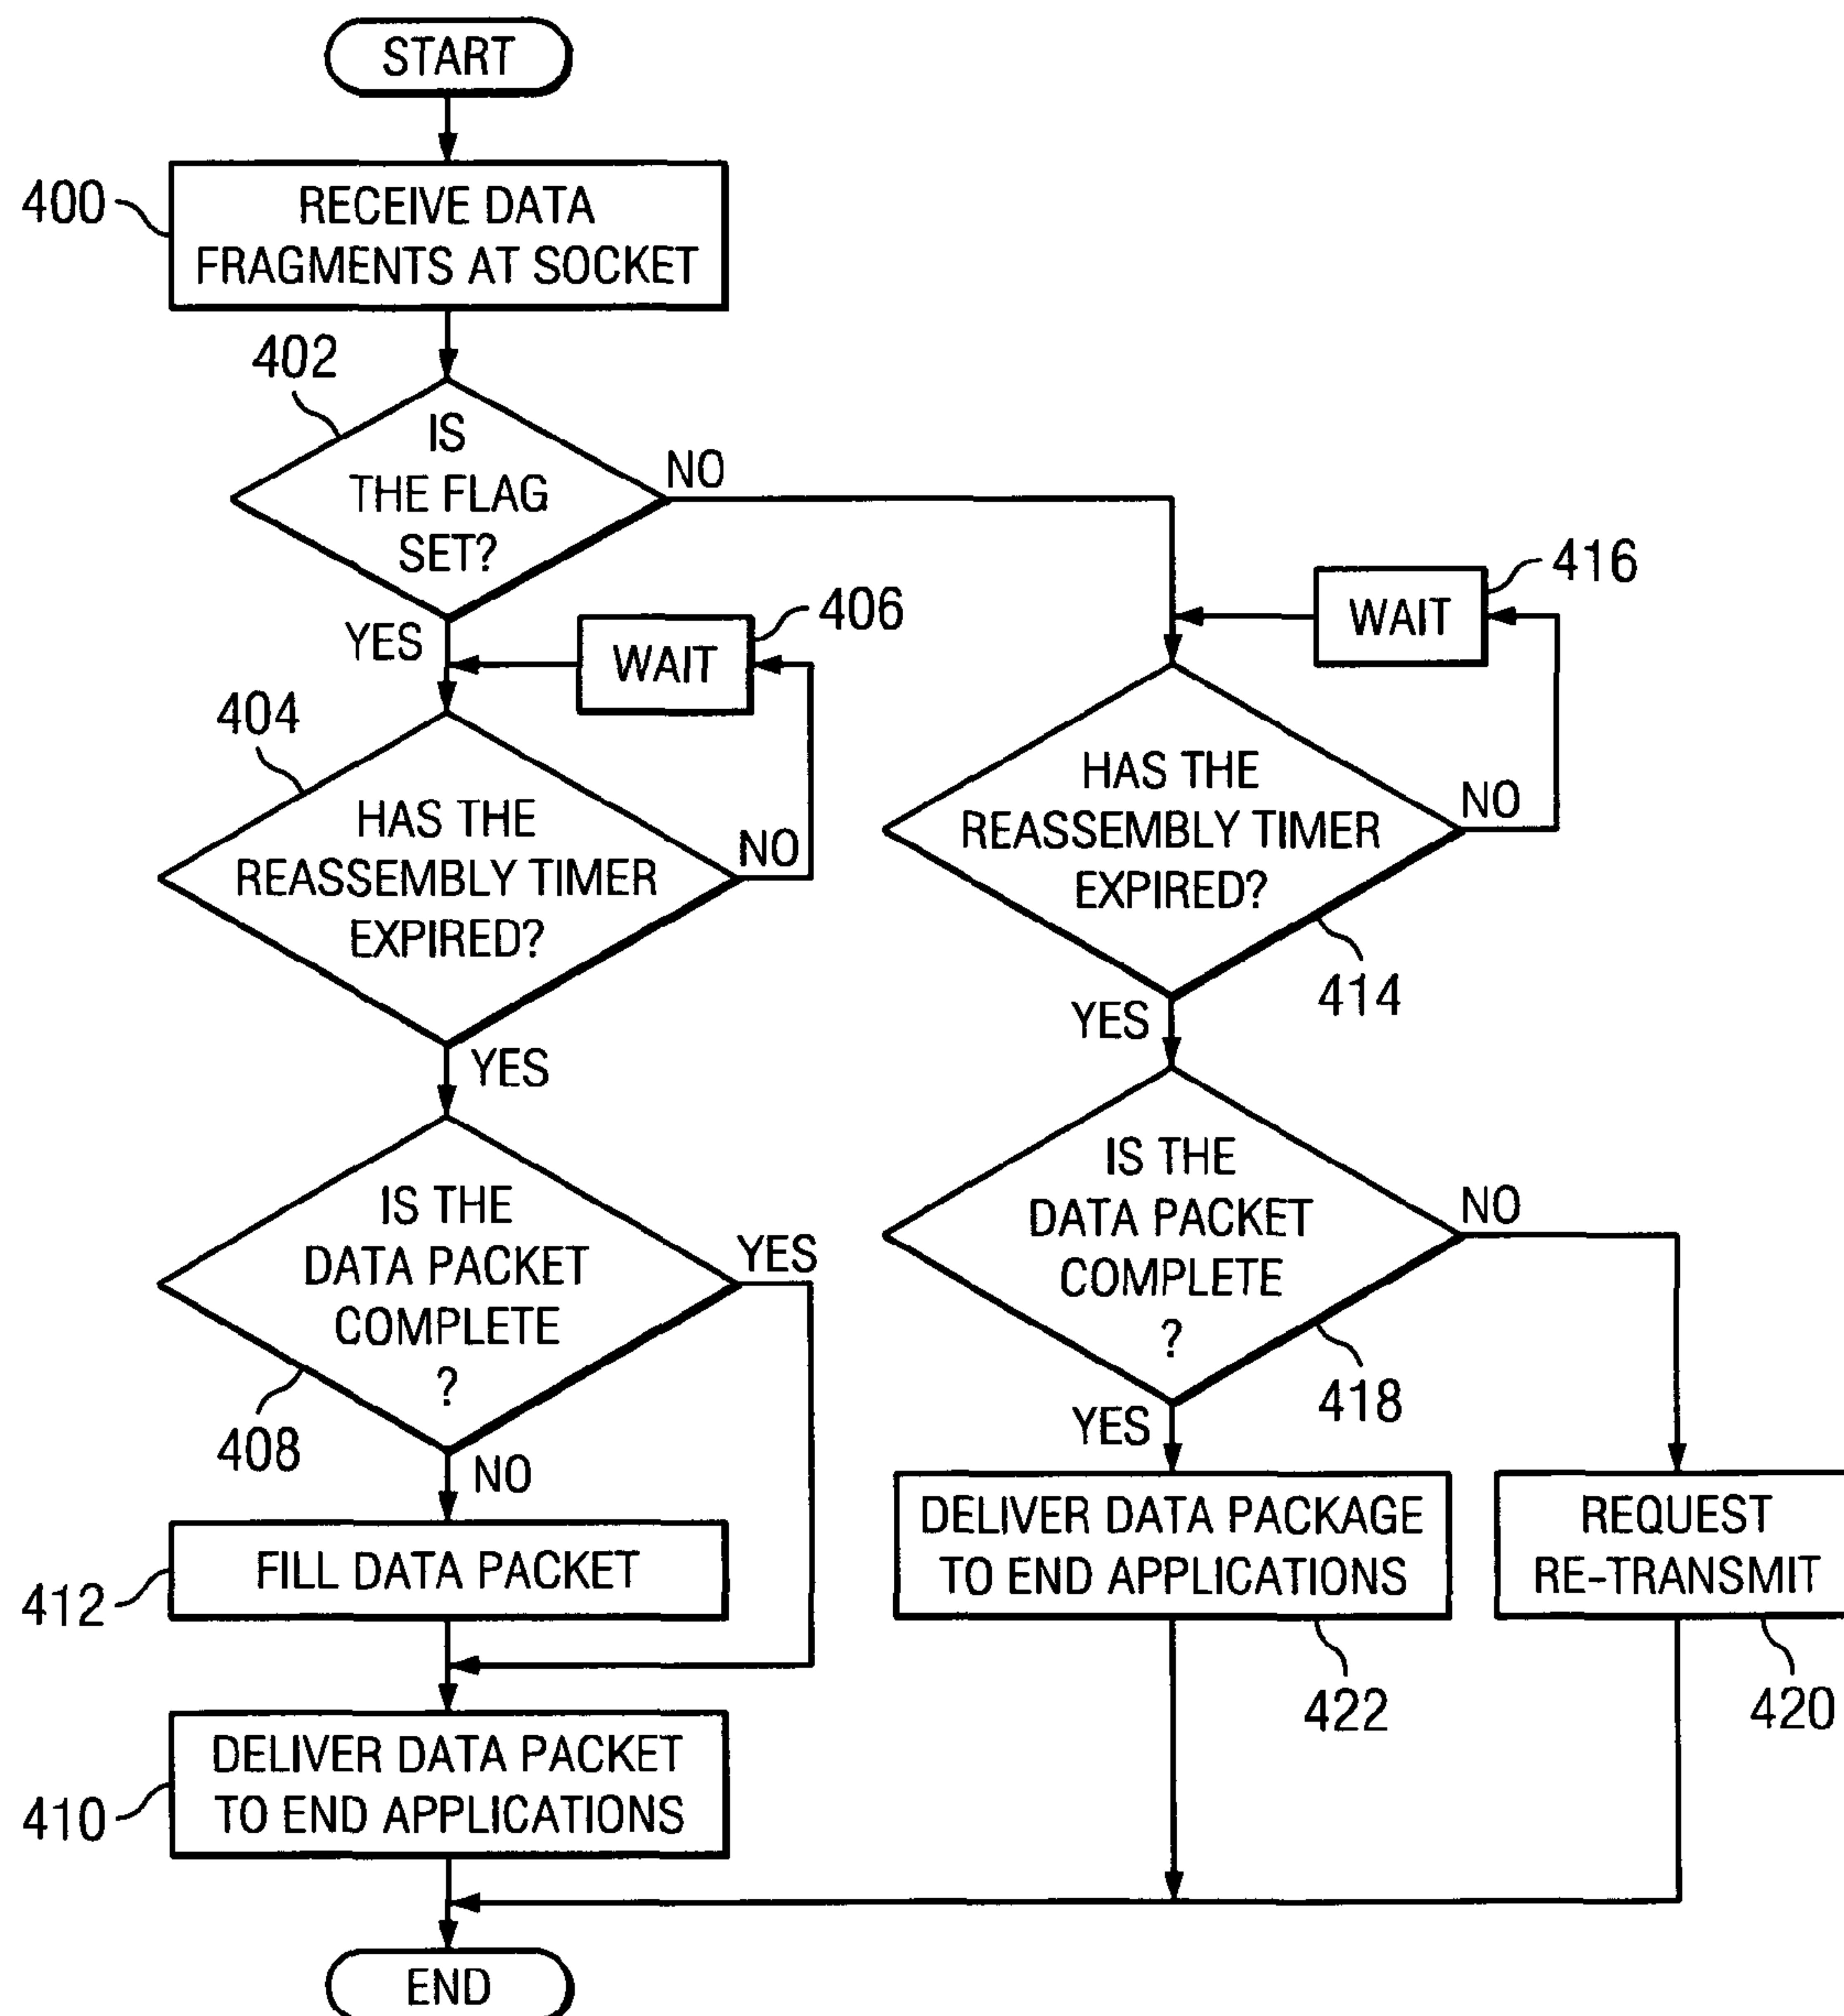 START
400
RECEIVE DATA
FRAGMENTS AT SOCKET
402
IS
THE FLAG
SET?
NO
YES
406
WAIT
404
HAS THE
REASSEMBLY TIMER
EXPIRED?
NO
YES
IS THE
DATA PACKET
COMPLETE
?
YES
408
NO
412
FILL DATA PACKET
410
DELIVER DATA PACKET
TO END APPLICATIONS
416
WAIT
HAS THE
REASSEMBLY TIMER
EXPIRED?
NO
414
YES
IS THE
DATA PACKET
COMPLETE
?
NO
418
YES
DELIVER DATA PACKAGE
TO END APPLICATIONS
422
REQUEST
RE-TRANSMIT
420
END